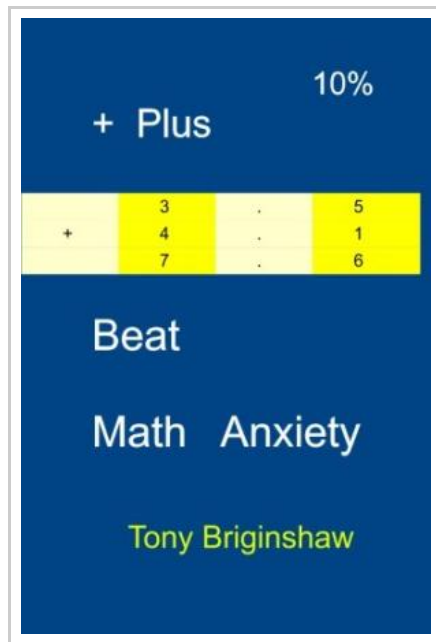 10%
+ Plus
3 . 5
+ 4 . 1
7 . 6
Beat
Math Anxiety
Tony Briginshaw